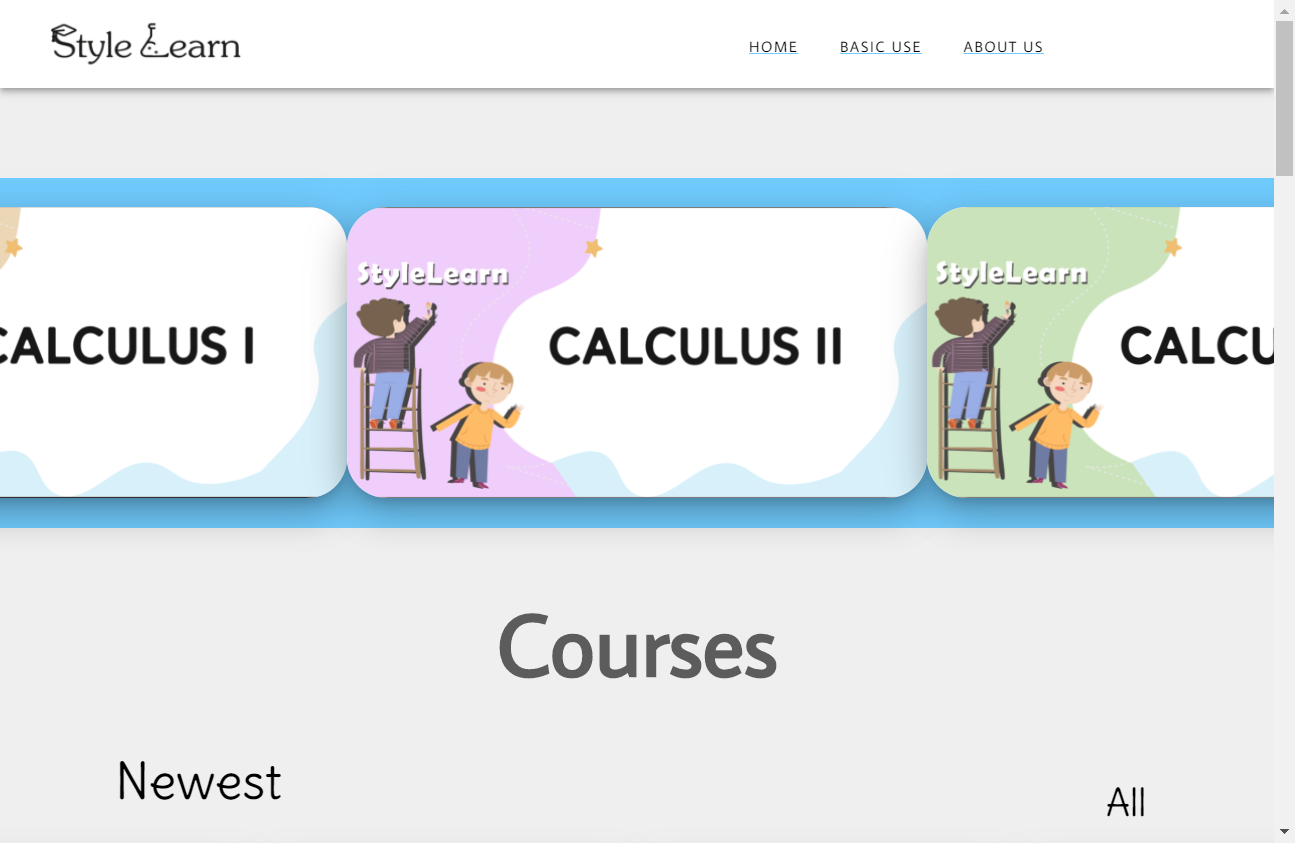 Style Learn
HOME BASIC USE ABOUT US
CALCULUS I
StyleLearn
CALCULUS II
StyleLearn
CALCU
Courses
Newest
All